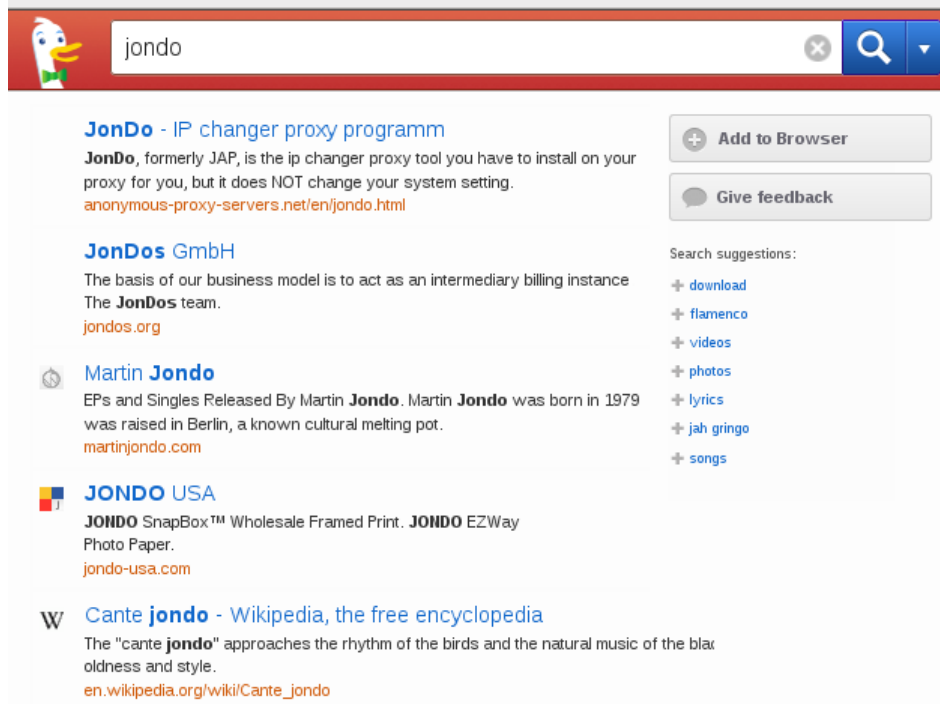 jondo
JonDo - IP changer proxy programm
JonDo, formerly JAP, is the ip changer proxy tool you have to install on your
proxy for you, but it does NOT change your system setting.
anonymous-proxy-servers.net/en/jondo.html
JonDos GmbH
The basis of our business model is to act as an intermediary billing instance
The JonDos team.
jondos.org
Martin Jondo
EPs and Singles Released By Martin Jondo. Martin Jondo was born in 1979
was raised in Berlin, a known cultural melting pot.
martinjondo.com
J
JONDO USA
JONDO SnapBox™ Wholesale Framed Print. JONDO EZWay
Photo Paper.
jondo-usa.com
W
Cante jondo - Wikipedia, the free encyclopedia
The "cante jondo" approaches the rhythm of the birds and the natural music of the
oldness and style.
en.wikipedia.org/wiki/Cante_jondo
Add to Browser
Give feedback
Search suggestions:
download
flamenco
videos
photos
lyrics
jah gringo
songs